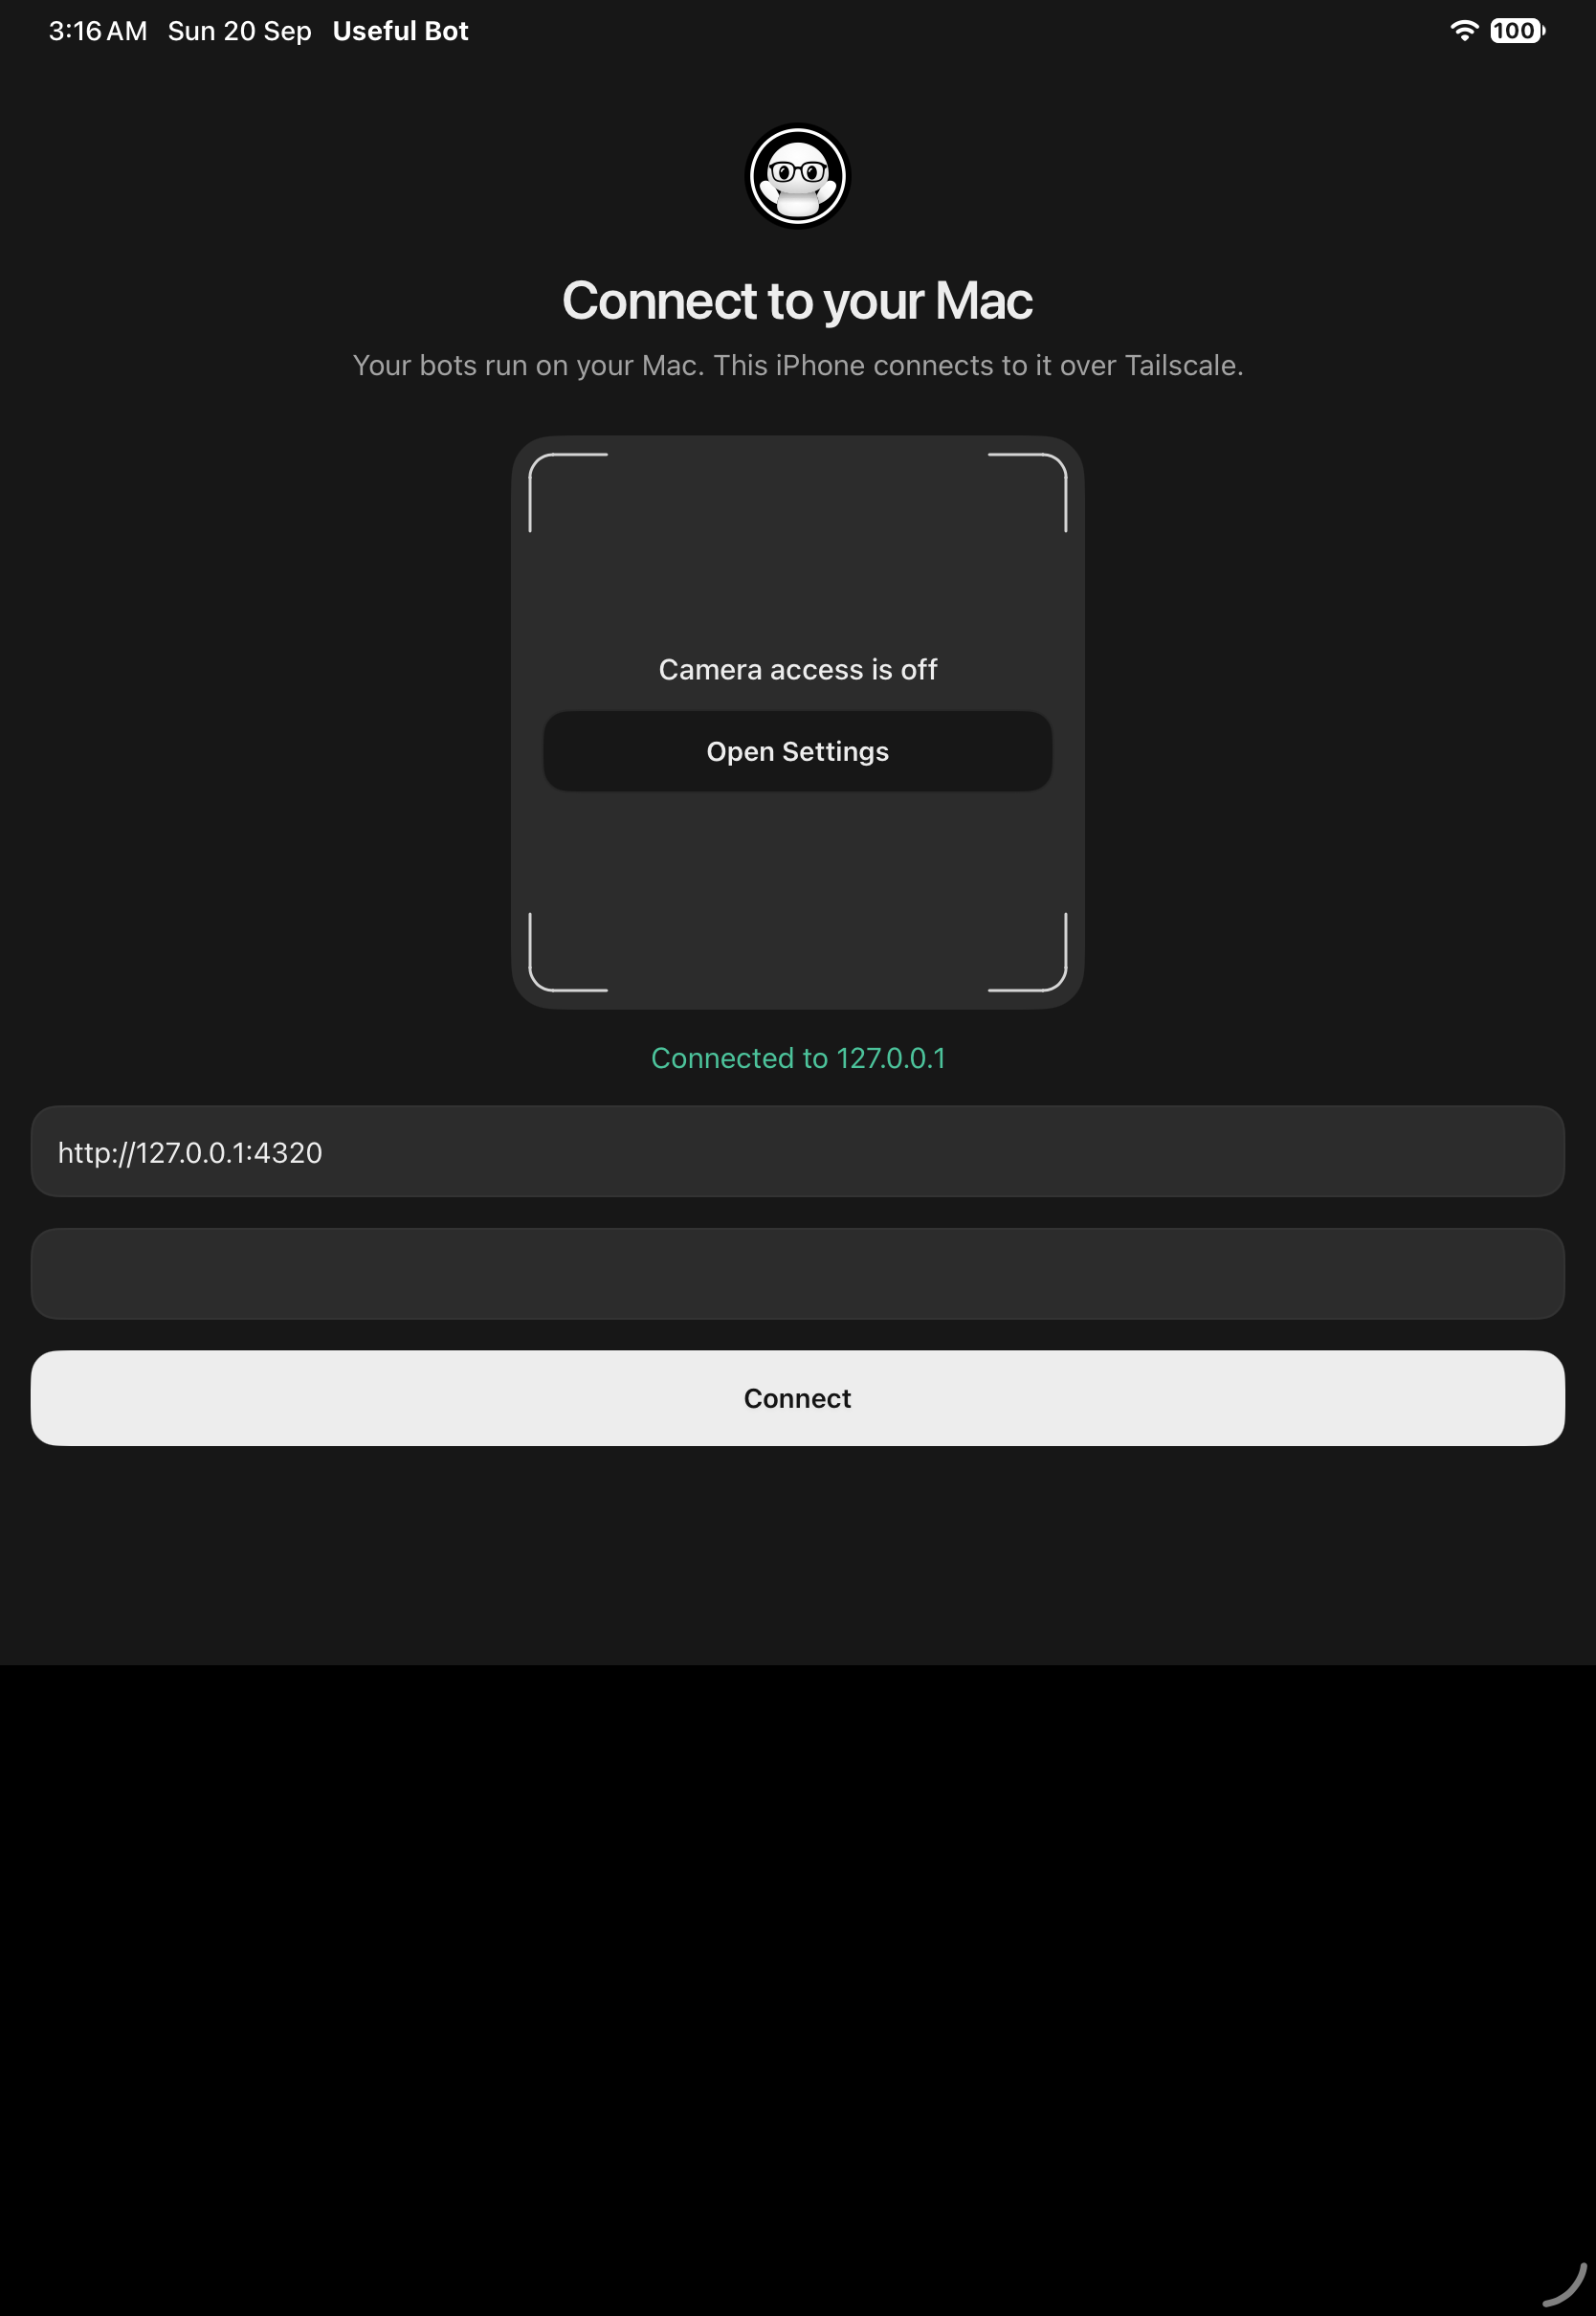 3:16 AM Sun 20 Sep Useful Bot
100
Connect to your Mac
Your bots run on your Mac. This iPhone connects to it over Tailscale.
Camera access is off
Open Settings
Connected to 127.0.0.1
http://127.0.0.1:4320
Connect